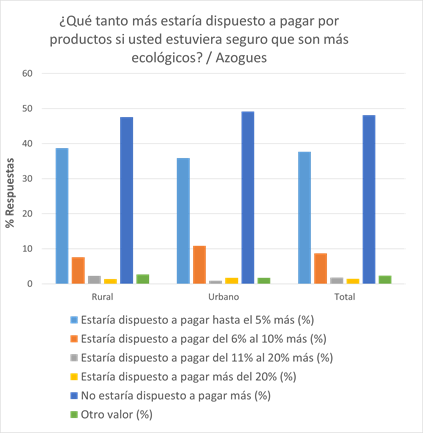 ¿Qué tanto más estaría dispuesto a pagar por
productos si usted estuviera seguro que son más
ecológicos? / Azogues
% Respuestas
60
50
40
30
20
10
0
Rural
Urbano
Total
Estaría dispuesto a pagar hasta el 5% más (%)
Estaría dispuesto a pagar del 6% al 10% más (%)
Estaría dispuesto a pagar del 11% al 20% más (%)
Estaría dispuesto a pagar más del 20% (%)
No estaría dispuesto a pagar más (%)
Otro valor (%)